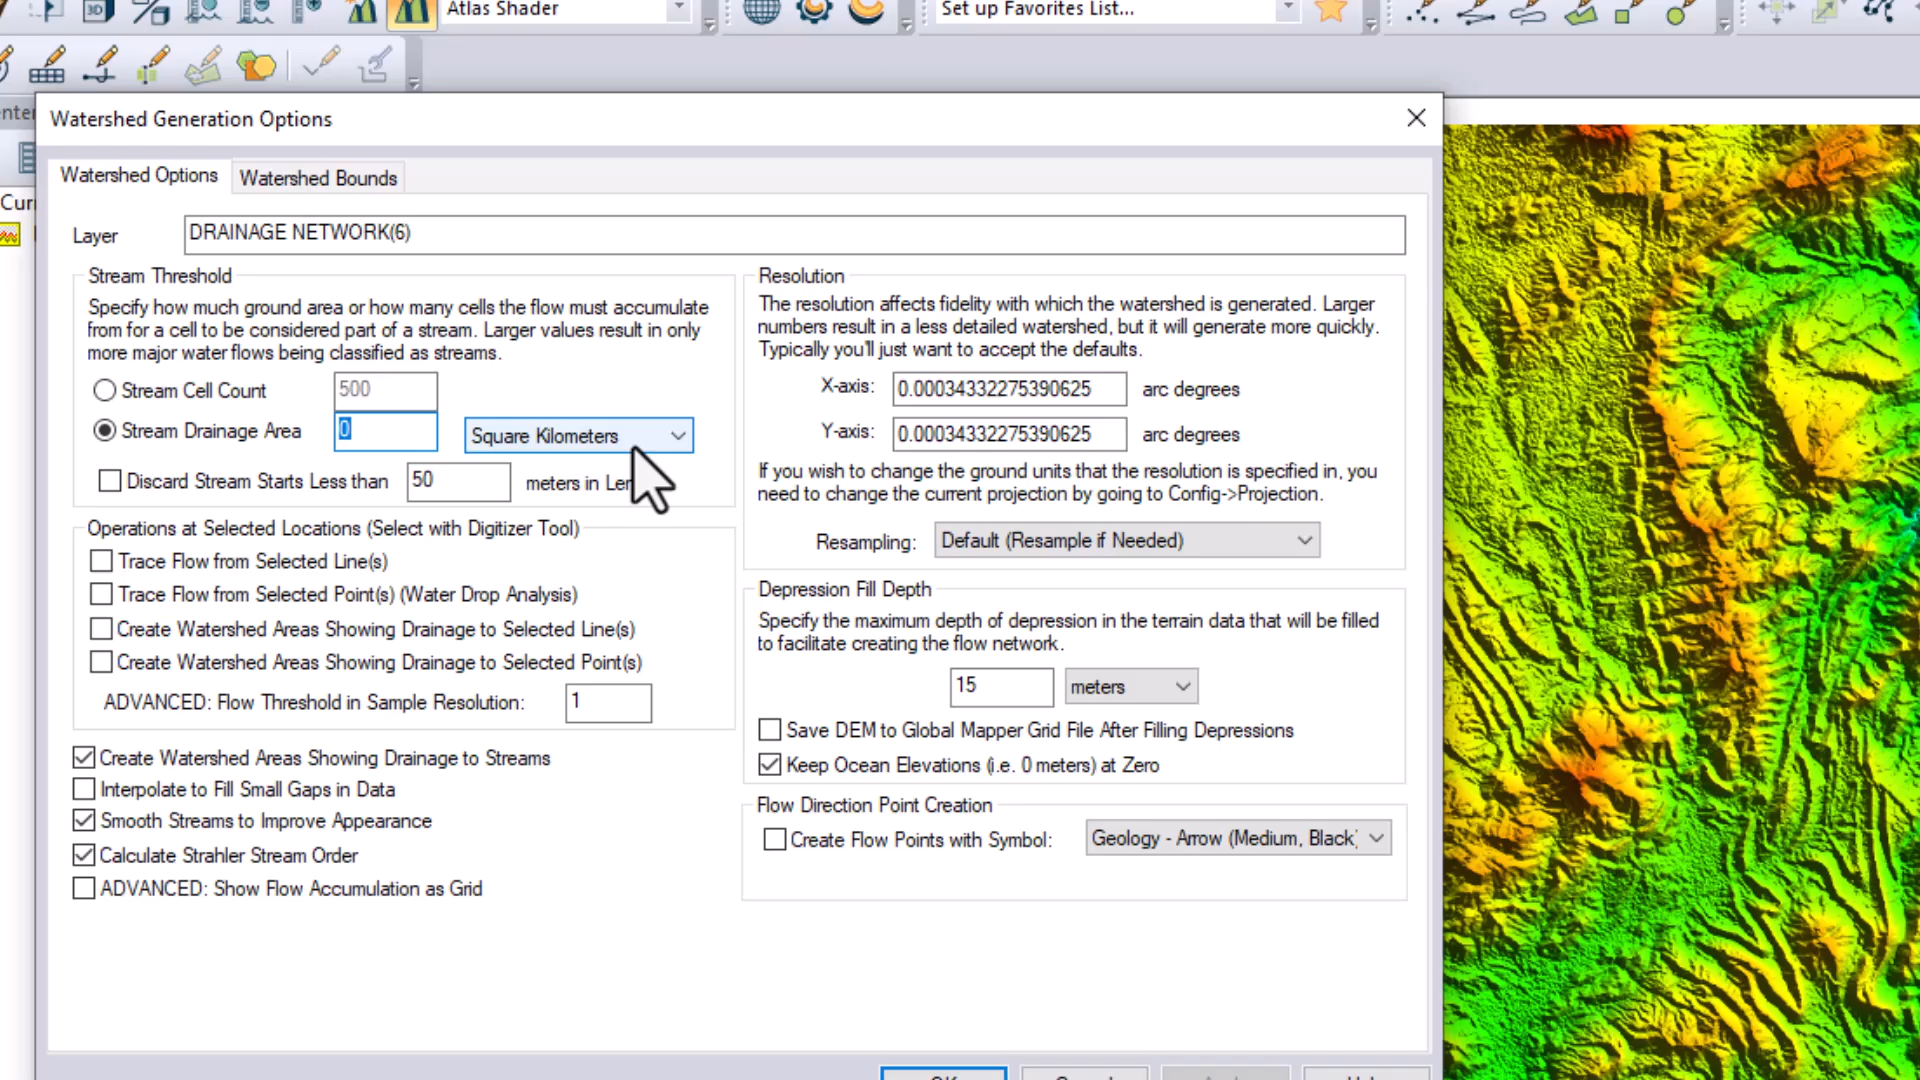 Atlas Shader
Set up Favorites List...
Watershed Generation Options
Watershed Options
Watershed Bounds
Layer
DRAINAGE NETWORK(6)
Stream Threshold
Specify how much ground area or how many cells the flow must accumulate
from for a cell to be considered part of a stream. Larger values result in only
more major water flows being classified as streams.
Stream Cell Count
500
Stream Drainage Area
0
Square Kilometers
Discard Stream Starts Less than
50
meters in
Operations at Selected Locations (Select with Digitizer Tool)
Trace Flow from Selected Line(s)
Trace Flow from Selected Point(s) (Water Drop Analysis)
Create Watershed Areas Showing Drainage to Selected Line(s)
Create Watershed Areas Showing Drainage to Selected Point(s)
ADVANCED: Flow Threshold in Sample Resolution:
1
Create Watershed Areas Showing Drainage to Streams
Interpolate to Fill Small Gaps in Data
Smooth Streams to Improve Appearance
Calculate Strahler Stream Order
ADVANCED: Show Flow Accumulation as Grid
Resolution
The resolution affects fidelity with which the watershed is generated. Larger
numbers result in a less detailed watershed, but it will generate more quickly.
Typically you'll just want to accept the defaults.
X-axis:
0.00034332275390625
arc degrees
Y-axis:
0.00034332275390625
arc degrees
If you wish to change the ground units that the resolution is specified in, you
need to change the current projection by going to Config->Projection.
Resampling:
Default (Resample if Needed)
Depression Fill Depth
Specify the maximum depth of depression in the terrain data that will be filled
to facilitate creating the flow network.
15
meters
Save DEM to Global Mapper Grid File After Filling Depressions
Keep Ocean Elevations (i.e. 0 meters) at Zero
Flow Direction Point Creation
Create Flow Points with Symbol:
Geology - Arrow (Medium, Black)